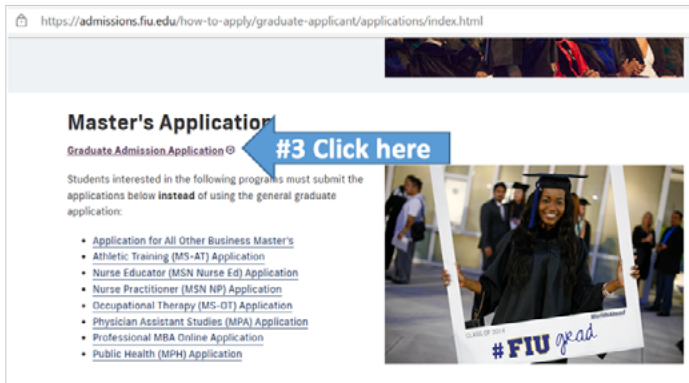 https://admissions.fiu.edu/how-to-apply/graduate-applicant/applications/index.html
Master's Application
Graduate Admission Application
#3 Click here
Students interested in the following programs must submit the
applications below instead of using the general graduate
application:
• Application for All Other Business Master's
• Athletic Training (MS-AT) Application
• Nurse Educator (MSN Nurse Ed) Application
• Nurse Practitioner (MSN NP) Application
• Occupational Therapy (MS-OT) Application
• Physician Assistant Studies (MPA) Application
• Professional MBA Online Application
• Public Health (MPH) Application
WorldsAhead
CLASS OF 2014
#FIU grad